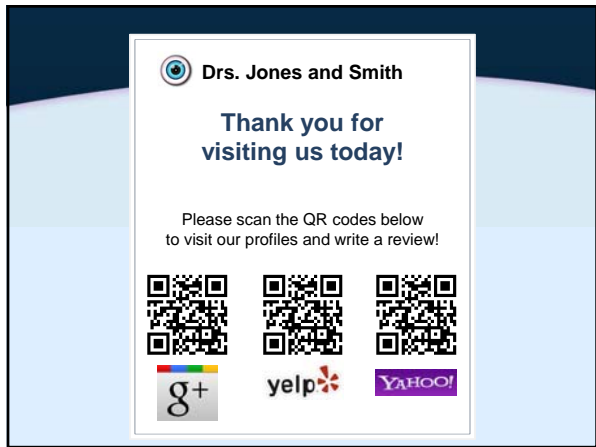 Drs. Jones and Smith
Thank you for
visiting us today!
Please scan the QR codes below
to visit our profiles and write a review!
g+ yelp YAHOO!